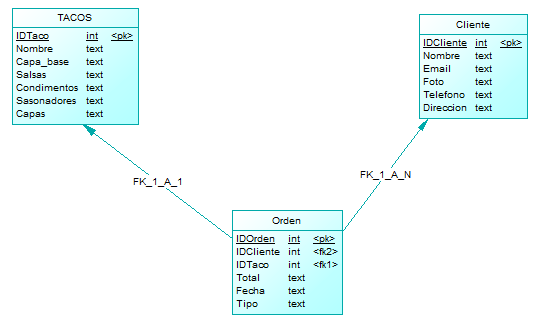 TACOS
IDTaco int <pk>
Nombre text
Capa_base text
Salsas text
Condimentos text
Sasonadores text
Capas text
Cliente
IDCliente int <pk>
Nombre text
Email text
Foto text
Telefono text
Direccion text
FK_1_A_1
FK_1_A_N
Orden
IDOrden int <pk>
IDCliente int <fk2>
IDTaco int <fk1>
Total text
Fecha text
Tipo text